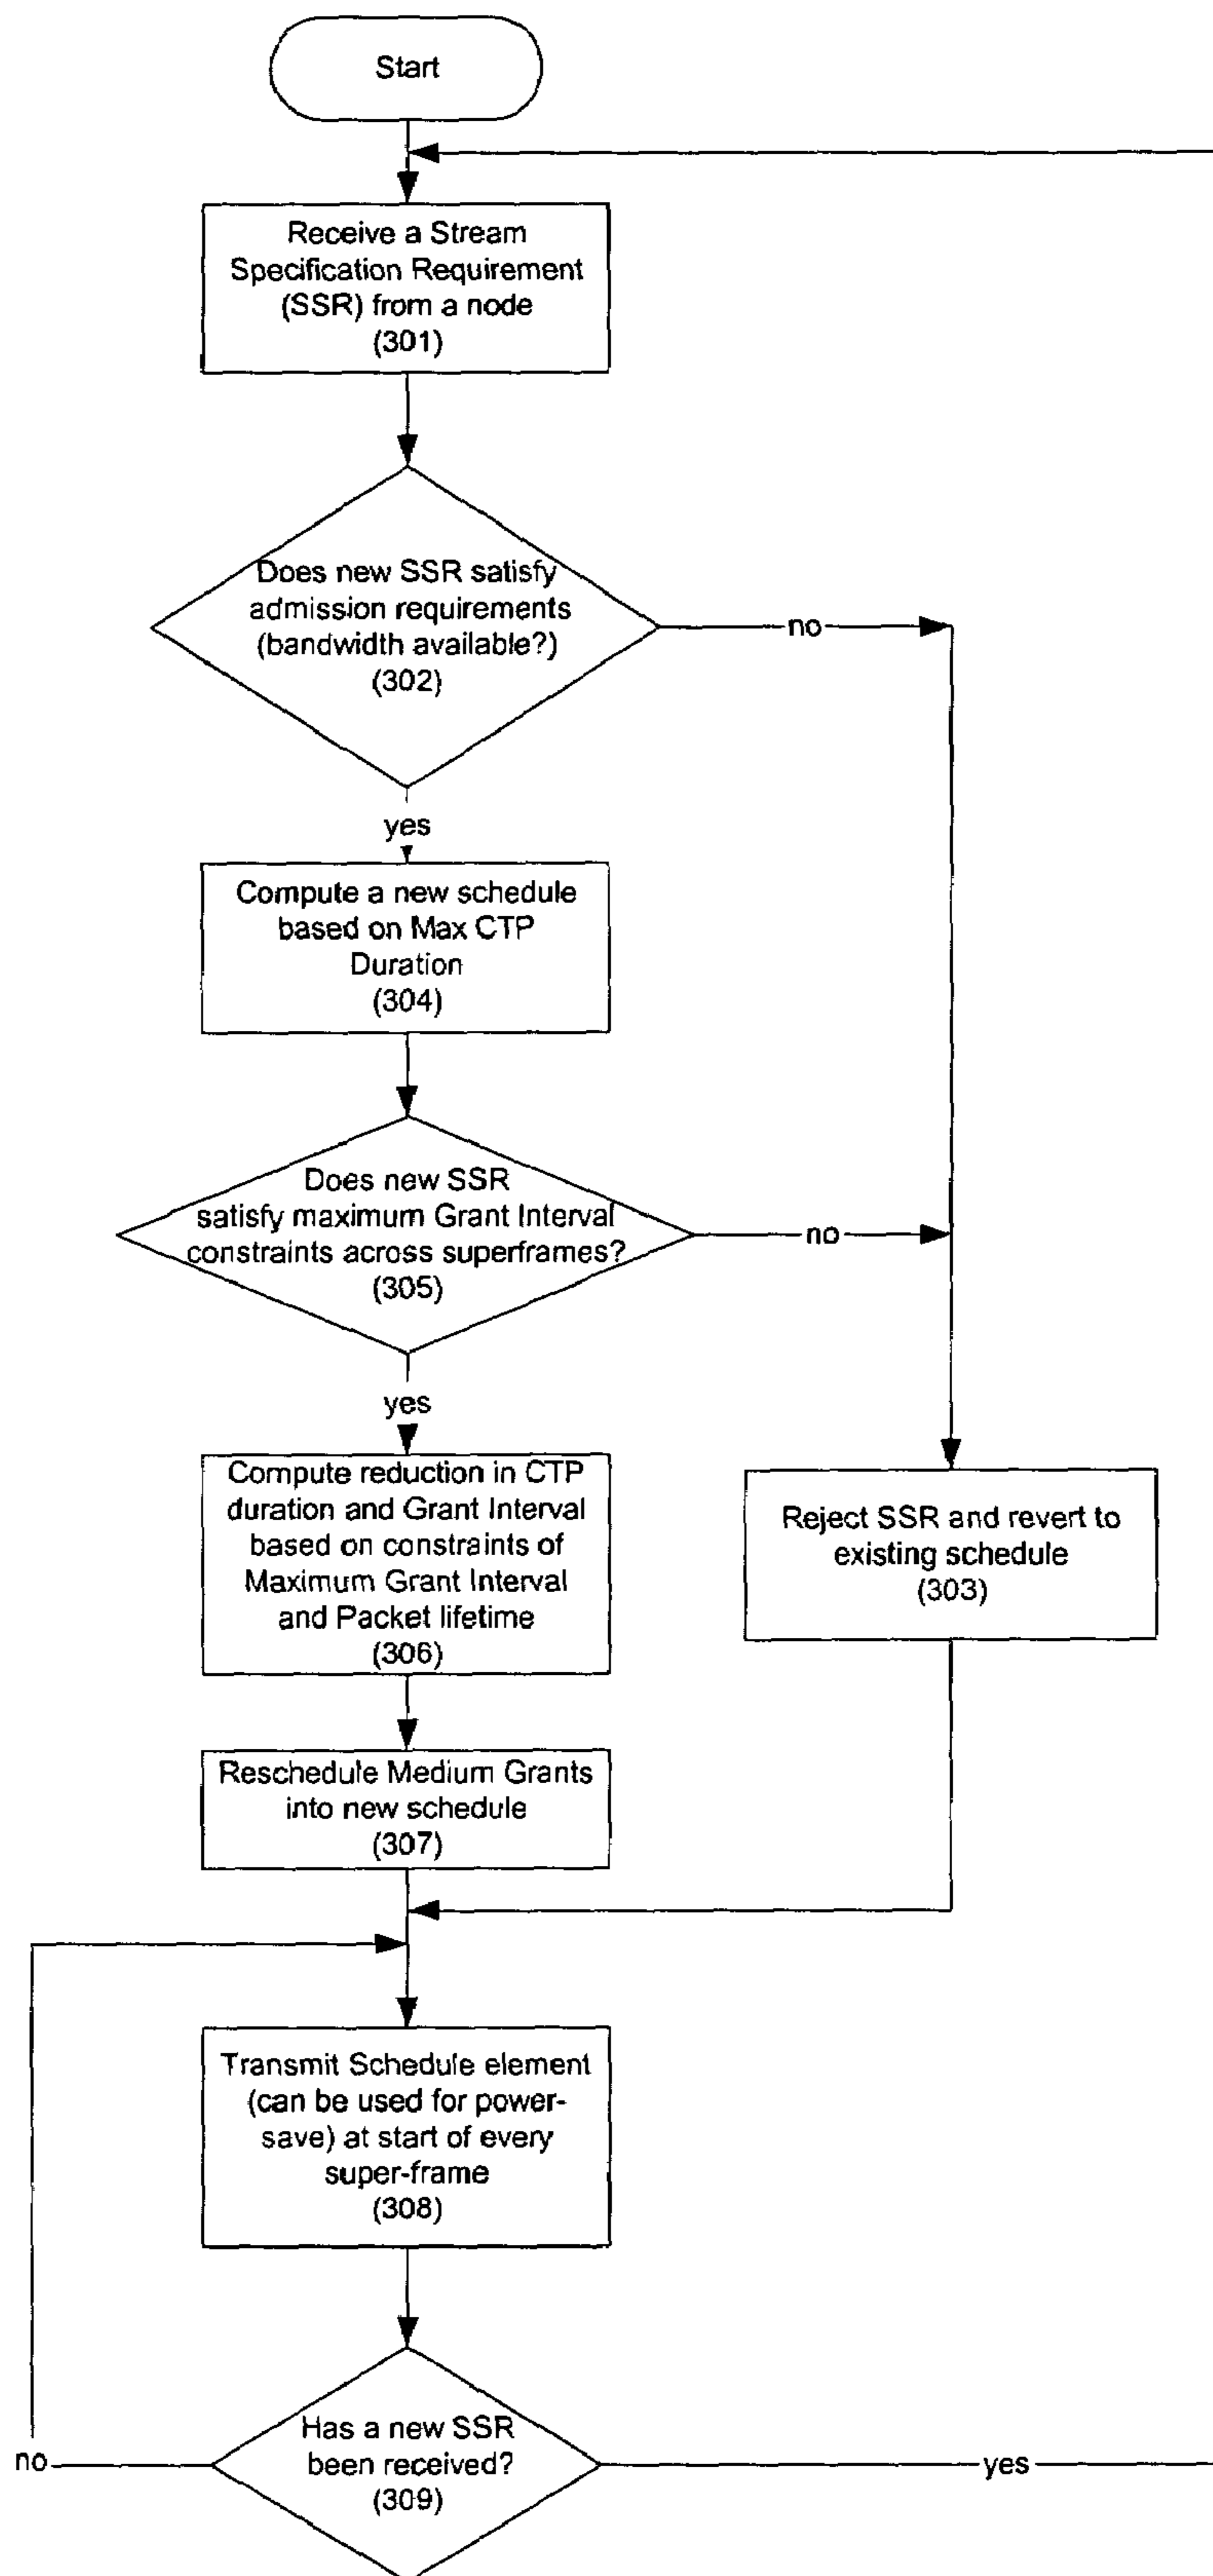 Start
Receive a Stream
Specification Requirement
(SSR) from a node
(301)
Does new SSR satisfy
admission requirements
(bandwidth available?)
(302)
no
yes
Compute a new schedule
based on Max CTP
Duration
(304)
Does new SSR
satisfy maximum Grant Interval
constraints across superframes?
(305)
no
yes
Compute reduction in CTP
duration and Grant Interval
based on constraints of
Maximum Grant Interval
and Packet lifetime
(306)
Reject SSR and revert to
existing schedule
(303)
Reschedule Medium Grants
into new schedule
(307)
Transmit Schedule element
(can be used for power-
save) at start of every
super-frame
(308)
Has a new SSR
been received?
(309)
no
yes